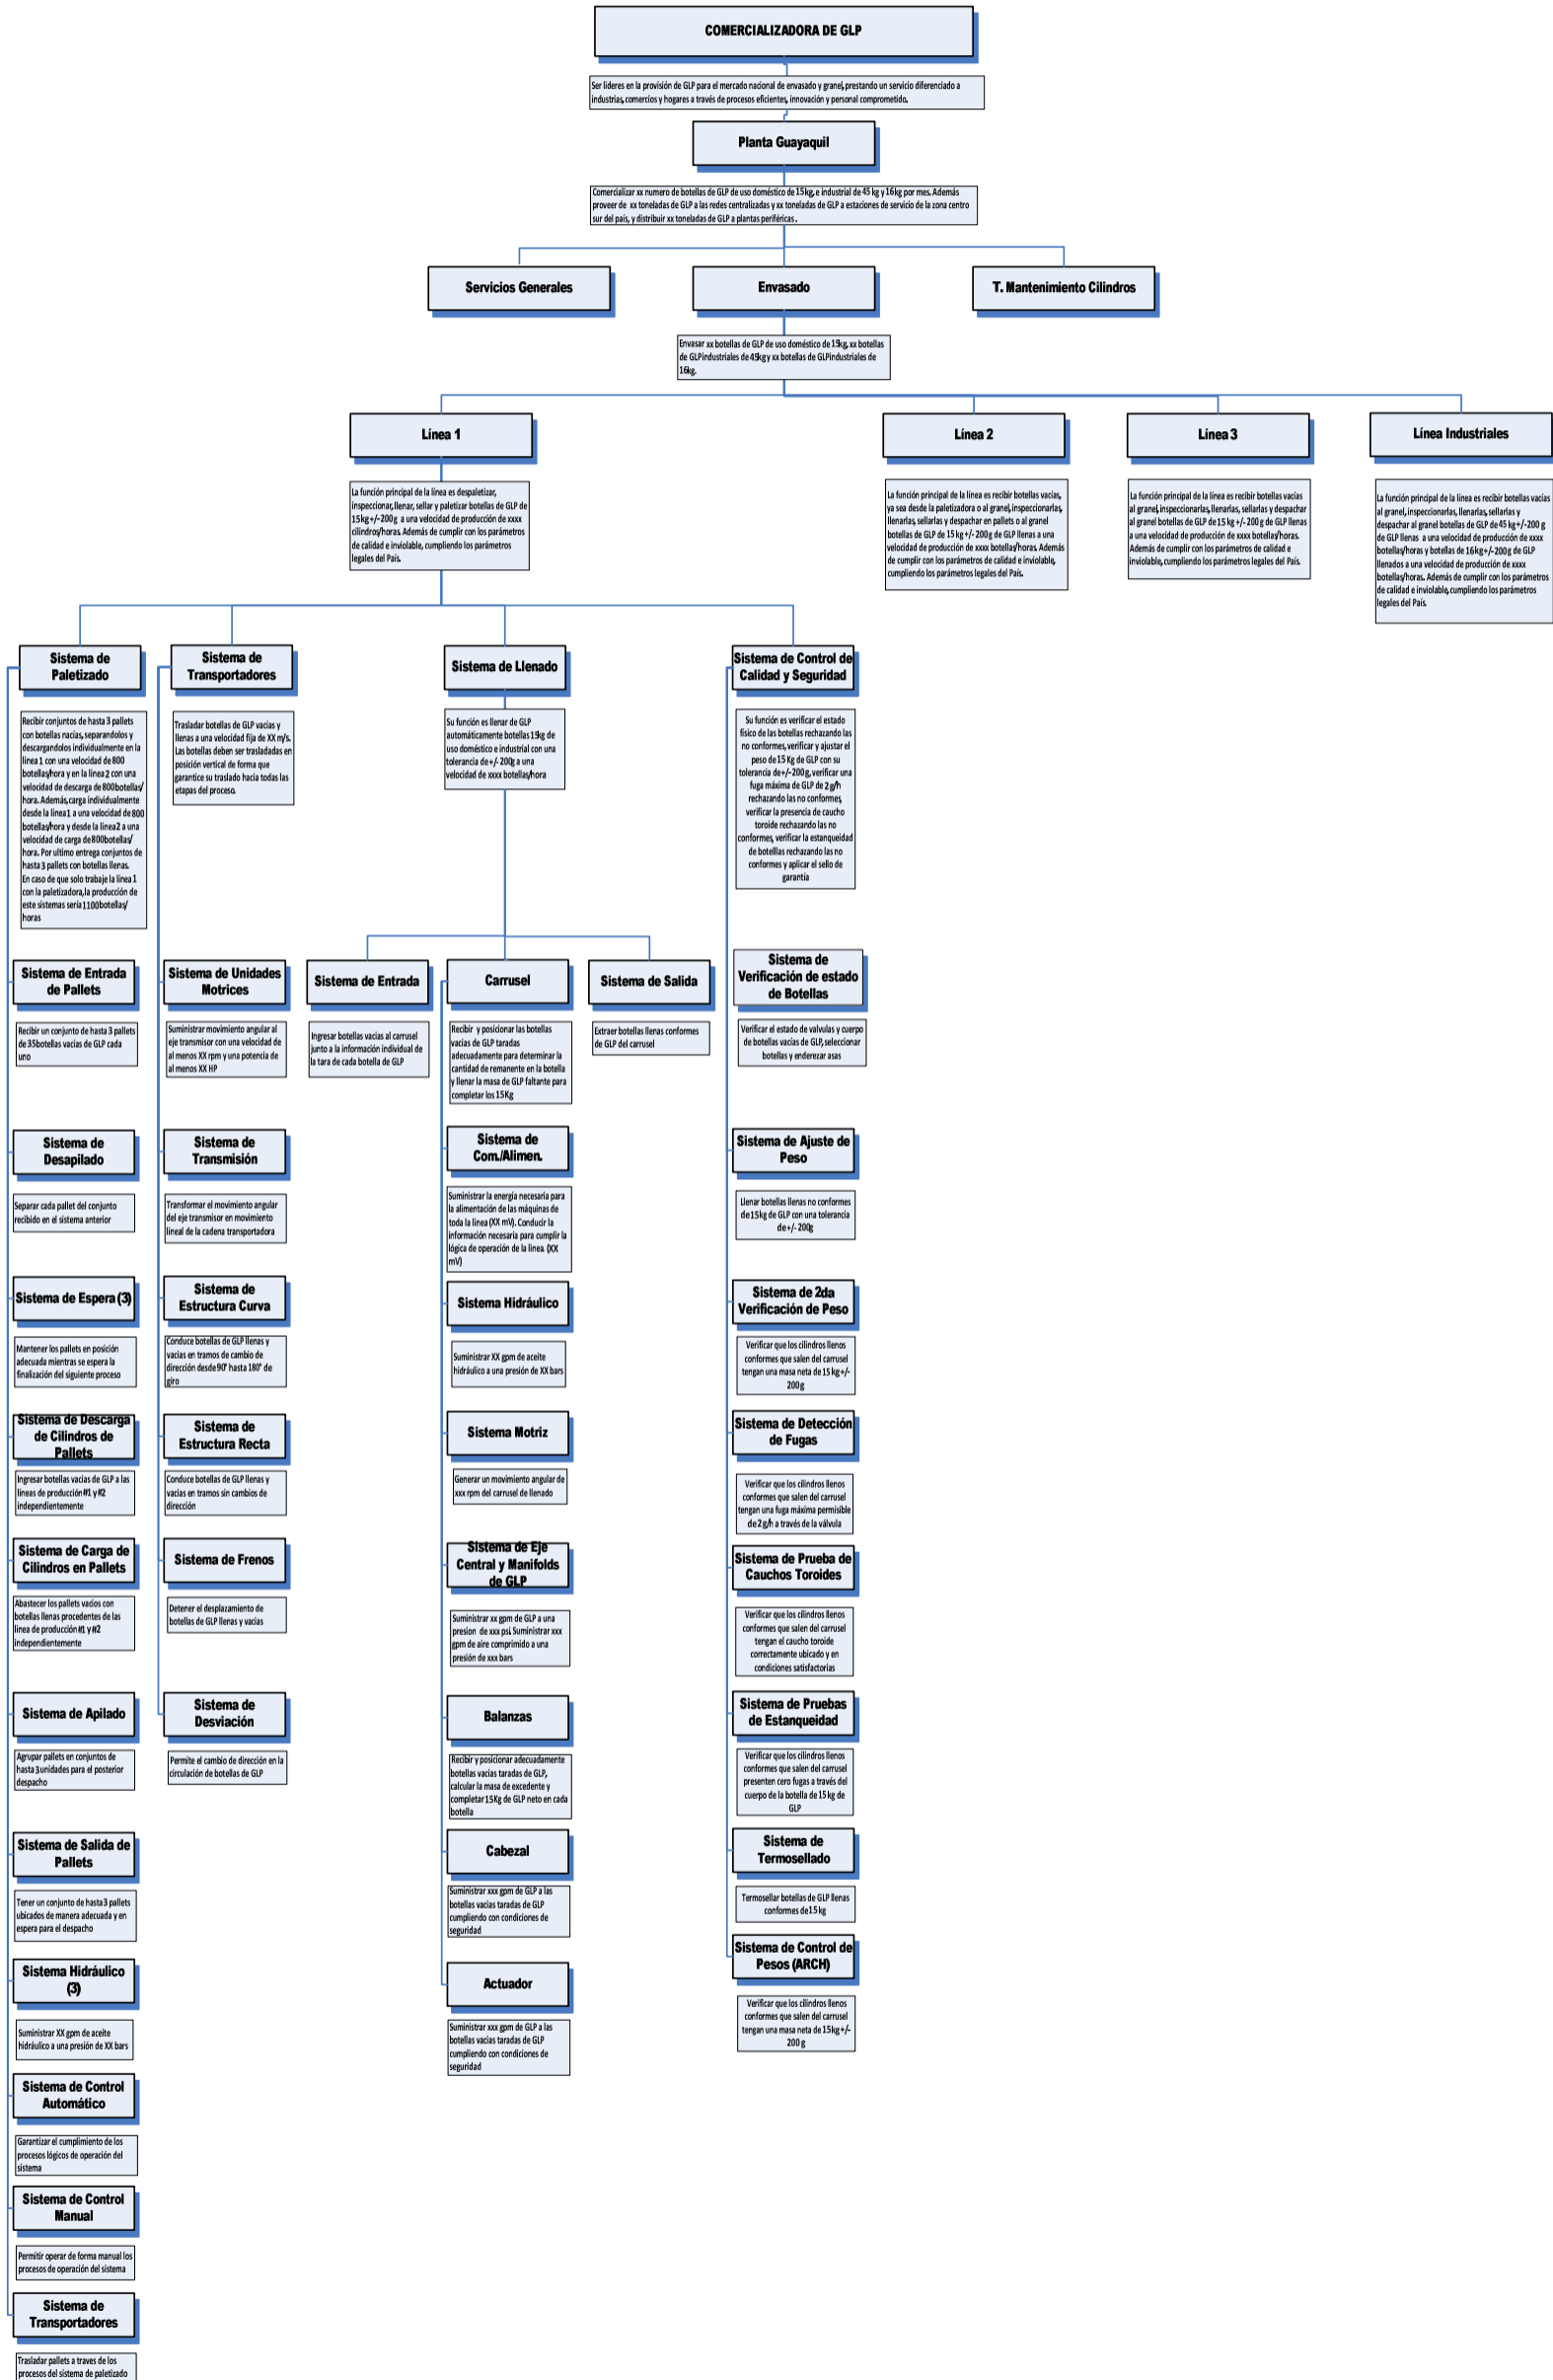 COMERCIALIZADORA DE GLP
Ser lideres en la provisión de GLP para el mercado nacional de envasado y granel, prestando un servicio diferenciado a
industrias, comercios y hogares a través de procesos eficientes, innovación y personal comprometido.
Planta Guayaquil
Comercializar xx numero de botellas de GLP de uso doméstico de 15kg, e industrial de 45 kg y 16kg por mes. Además
proveer de xx toneladas de GLP a las redes centralizadas y xx toneladas de GLP a estaciones de servicio de la zona centro
sur del país, y distribuir xx toneladas de GLP a plantas periféricas .
Servicios Generales
Envasado
T. Mantenimiento Cilindros
Envasar xx botellas de GLP de uso doméstico de 15kg, xx botellas
de GLPindustriales de 45kg y xx botellas de GLPindustriales de
16kg.
Línea 1
Línea 2
Línea 3
Línea Industriales
La función principal de la línea es despaletizar,
inspeccionar, llenar, sellar y paletizar botellas de GLP de
15kg +/-200 g a una velocidad de producción de xxxx
cilindros/horas. Además de cumplir con los parámetros
de calidad e inviolable, cumpliendo los parámetros
legales del País.
La función principal de la línea es recibir botellas vacías,
ya sea desde la paletizadora o al granel, inspeccionarlas,
llenarlas, sellarlas y despachar en pallets o al granel
botellas de GLP de 15 kg +/-200 g de GLP llenas a una
velocidad de producción de xxxx botellas/horas. Además
de cumplir con los parámetros de calidad e inviolable,
cumpliendo los parámetros legales del País.
La función principal de la línea es recibir botellas vacias
al granel, inspeccionarlas, llenarlas, sellarlas y despachar
al granel botellas de GLP de 15 kg +/-200 g de GLP llenas
a una velocidad de producción de xxxx botellas/horas.
Además de cumplir con los parámetros de calidad e
inviolable, cumpliendo los parámetros legales del País.
La función principal de la línea es recibir botellas vacías
al granel, inspeccionarlas, llenarlas, sellarlas y
despachar al granel botellas de GLP de 45 kg +/-200 g
de GLP llenas a una velocidad de producción de xxxx
botellas/horas y botellas de 16kg +/-200 g de GLP
llenados a una velocidad de producción de xxxx
botellas/horas. Además de cumplir con los parámetros
de calidad e inviolable, cumpliendo los parámetros
legales del País.
Sistema de
Paletizado
Sistema de
Transportadores
Sistema de Llenado
Sistema de Control de
Calidad y Seguridad
Recibir conjuntos de hasta 3 pallets
con botellas nacías, separandolos y
descargandolos individualmente en la
línea 1 con una velocidad de 800
botellas/hora y en la línea 2 con una
velocidad de descarga de 800botellas/
hora. Además, carga individualmente
desde la línea 1 a una velocidad de 800
botellas/hora y desde la línea 2 a una
velocidad de carga de 800botellas/
hora. Por ultimo entrega conjuntos de
hasta 3 pallets con botellas llenas.
En caso de que solo trabaje la línea 1
con la paletizadora, la producción de
este sistemas sería 1100botellas/
horas
Trasladar botellas de GLP vacias y
llenas a una velocidad fija de XX m/s.
Las botellas deben ser trasladadas en
posición vertical de forma que
garantice su traslado hacia todas las
etapas del proceso.
Su función es llenar de GLP
automáticamente botellas 15kg de
uso doméstico e industrial con una
tolerancia de +/- 200g a una
velocidad de xxxx botellas/hora
Su función es verificar el estado
físico de las botellas rechazando las
no conformes, verificar y ajustar el
peso de 15 Kg de GLP con su
tolerancia de +/-200 g, verificar una
fuga máxima de GLP de 2 g/h
rechazando las no conformes,
verificar la presencia de caucho
toroide rechazando las no
conformes, verificar la estanqueidad
de botelllas rechazando las no
conformes y aplicar el sello de
garantía
Sistema de Entrada
de Pallets
Sistema de Unidades
Motrices
Sistema de Entrada
Carrusel
Sistema de Salida
Sistema de
Verificación de estado
de Botellas
Recibir un conjunto de hasta 3 pallets
de 35botellas vacias de GLP cada
uno
Suministrar movimiento angular al
eje transmisor con una velocidad de
al menos XX rpm y una potencia de
al menos XX HP
Ingresar botellas vacias al carrusel
junto a la información individual de
la tara de cada botella de GLP
Recibir y posicionar las botellas
vacias de GLP taradas
adecuadamente para determinar la
cantidad de remanente en la botella
y llenar la masa de GLP faltante para
completar los 15Kg
Extraer botellas llenas conformes
de GLP del carrusel
Verificar el estado de valvulas y cuerpo
de botellas vacías de GLP, seleccionar
botellas y enderezar asas
Sistema de
Desapilado
Sistema de
Transmisión
Sistema de
Com./Alimen.
Sistema de Ajuste de
Peso
Separar cada pallet del conjunto
recibido en el sistema anterior
Transformar el movimiento angular
del eje transmisor en movimiento
lineal de la cadena transportadora
Suministrar la energía necesaria para
la alimentación de las máquinas de
toda la línea (XX mV). Conducir la
información necesaria para cumplir la
lógica de operación de la línea. (XX
mV)
Llenar botellas llenas no conformes
de 15kg de GLP con una tolerancia
de +/- 200g
Sistema de Espera (3)
Sistema de
Estructura Curva
Sistema Hidráulico
Sistema de 2da
Verificación de Peso
Mantener los pallets en posición
adecuada mientras se espera la
finalización del siguiente proceso
Conduce botellas de GLP llenas y
vacias en tramos de cambio de
dirección desde 90° hasta 180° de
giro
Suministrar XX gpm de aceite
hidráulico a una presión de XX bars
Verificar que los cilindros llenos
conformes que salen del carrusel
tengan una masa neta de 15 kg +/-
200 g
Sistema de Descarga
de Cilindros de
Pallets
Sistema de
Estructura Recta
Sistema Motriz
Sistema de Detección
de Fugas
Ingresar botellas vacias de GLP a las
líneas de producción #1 y #2
independientemente
Conduce botellas de GLP llenas y
vacias en tramos sin cambios de
dirección
Generar un movimiento angular de
xxx rpm del carrusel de llenado
Verificar que los cilindros llenos
conformes que salen del carrusel
tengan una fuga máxima permisible
de 2 g/h a través de la válvula
Sistema de Carga de
Cilindros en Pallets
Sistema de Frenos
Sistema de Eje
Central y Manifolds
de GLP
Sistema de Prueba de
Cauchos Toroides
Abastecer los pallets vacios con
botellas llenas procedentes de las
línea de producción #1 y #2
independientemente
Detener el desplazamiento de
botellas de GLP llenas y vacias
Suministrar xx gpm de GLP a una
presion de xxx psi. Suministrar xxx
gpm de aire comprimido a una
presión de xxx bars
Verificar que los cilindros llenos
conformes que salen del carrusel
tengan el caucho toroide
correctamente ubicado y en
condiciones satisfactorias
Sistema de Apilado
Sistema de
Desviación
Balanzas
Sistema de Pruebas
de Estanqueidad
Agrupar pallets en conjuntos de
hasta 3unidades para el posterior
despacho
Permite el cambio de dirección en la
circulación de botellas de GLP
Recibir y posicionar adecuadamente
botellas vacias taradas de GLP,
calcular la masa de excedente y
completar 15Kg de GLP neto en cada
botella
Verificar que los cilindros llenos
conformes que salen del carrusel
presenten cero fugas a través del
cuerpo de la botella de 15 kg de
GLP
Sistema de Salida de
Pallets
Cabezal
Sistema de
Termosellado
Tener un conjunto de hasta 3 pallets
ubicados de manera adecuada y en
espera para el despacho
Suministrar xxx gpm de GLP a las
botellas vacias taradas de GLP
cumpliendo con condiciones de
seguridad
Termosellar botellas de GLP llenas
conformes de 15 kg
Sistema Hidráulico
(3)
Actuador
Sistema de Control de
Pesos (ARCH)
Suministrar XX gpm de aceite
hidráulico a una presión de XX bars
Suministrar xxx gpm de GLP a las
botellas vacias taradas de GLP
cumpliendo con condiciones de
seguridad
Verificar que los cilindros llenos
conformes que salen del carrusel
tengan una masa neta de 15 kg +/-
200 g
Sistema de Control
Automático
Garantizar el cumplimiento de los
procesos lógicos de operación del
sistema
Sistema de Control
Manual
Permitir operar de forma manual los
procesos de operación del sistema
Sistema de
Transportadores
Trasladar pallets a traves de los
procesos del sistema de paletizado